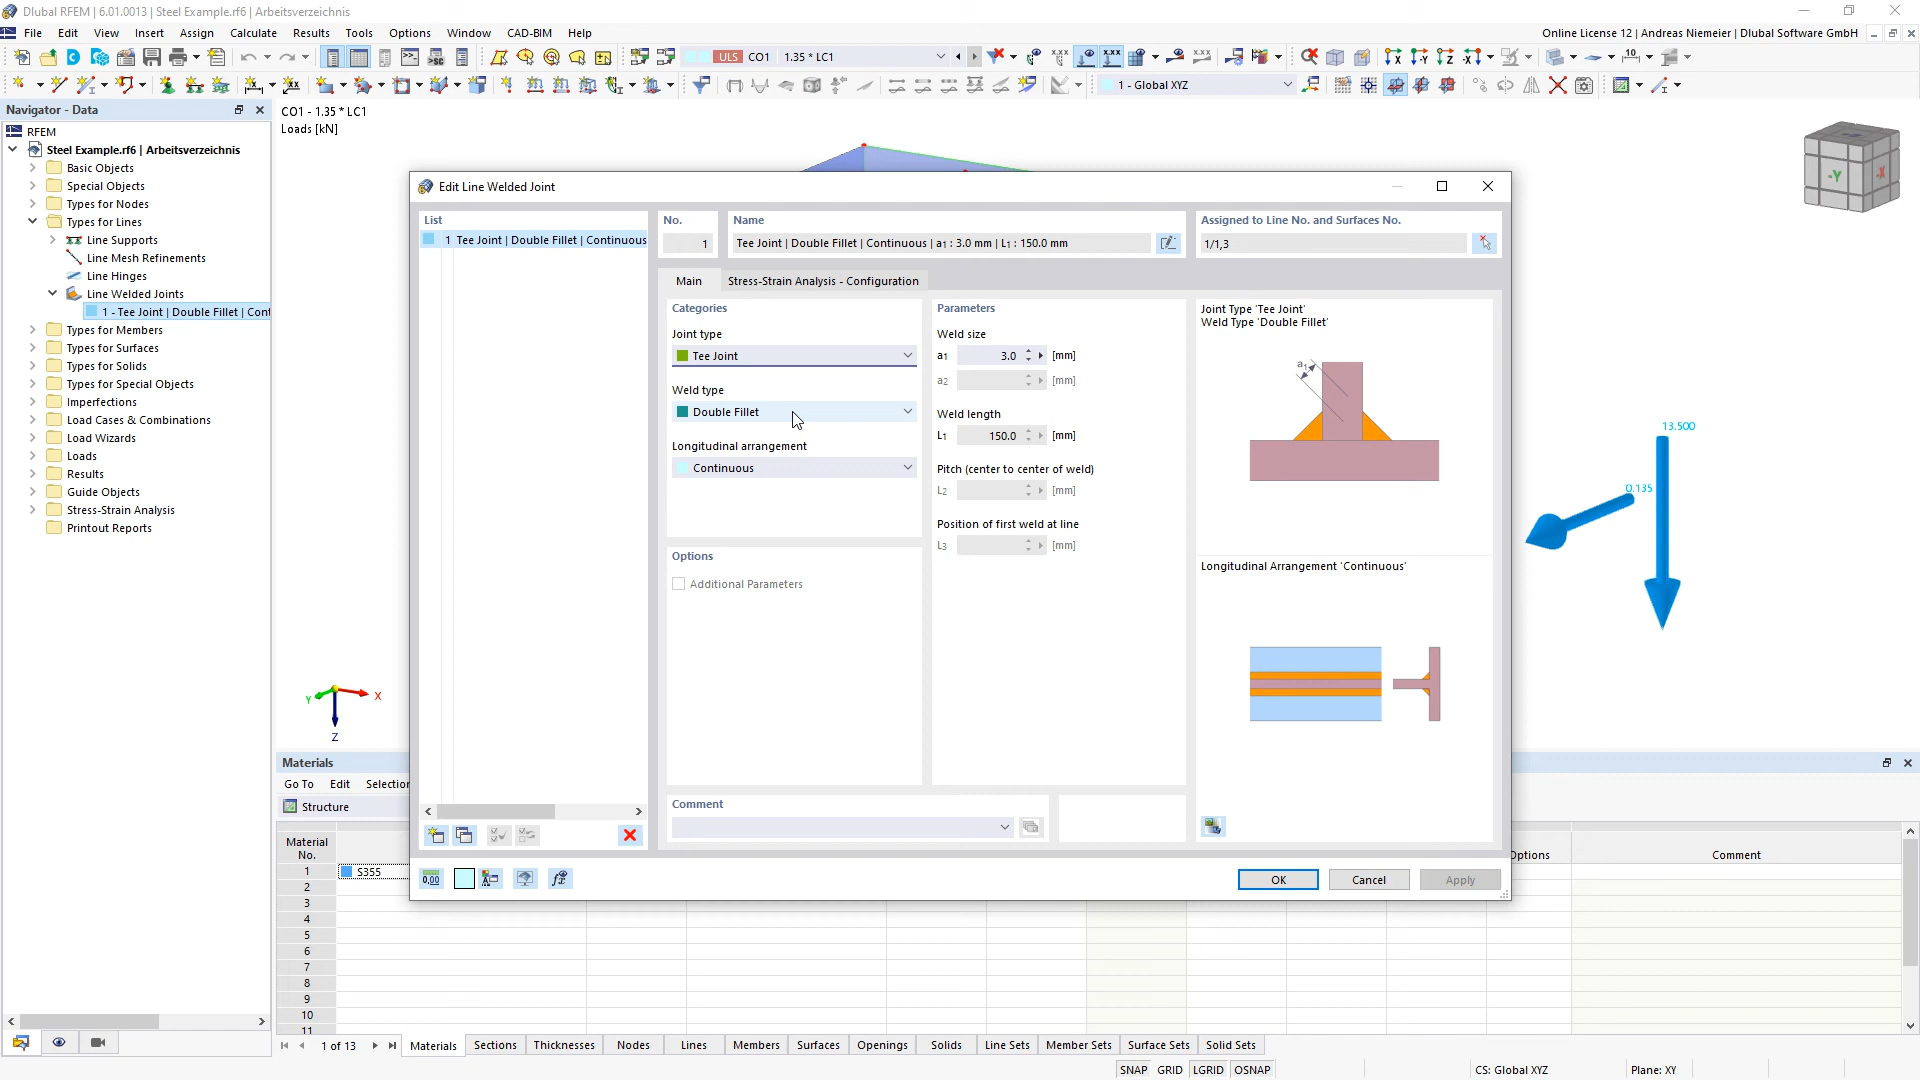 Dlubal RFEM | 6.01.0013 | Steel Example.rf6 | Arbeitsverzeichnis
File Edit View Insert Assign Calculate Results Tools Options Window CAD-BIM Help
Online License 12 | Andreas Niemeier | Dlubal Software GmbH
ULS CO1 1.35 * LC1
1 - Global XYZ
Navigator - Data
RFEM
Steel Example.rf6 | Arbeitsverzeichnis
Basic Objects
Special Objects
Types for Nodes
Types for Lines
Line Supports
Line Mesh Refinements
Line Hinges
Line Welded Joints
1 - Tee Joint | Double Fillet | Cont
Types for Members
Types for Surfaces
Types for Solids
Types for Special Objects
Imperfections
Load Cases & Combinations
Load Wizards
Loads
Results
Guide Objects
Stress-Strain Analysis
Printout Reports
CO1 - 1.35 * LC1
Loads [kN]
-Y
-X
13.500
0.135
Y X
Z
Edit Line Welded Joint
List
1 Tee Joint | Double Fillet | Continuous
No.
1
Name
Tee Joint | Double Fillet | Continuous | a1 : 3.0 mm | L1 : 150.0 mm
Assigned to Line No. and Surfaces No.
1/1,3
Main
Stress-Strain Analysis - Configuration
Categories
Joint type
Tee Joint
Weld type
Double Fillet
Longitudinal arrangement
Continuous
Options
Additional Parameters
Parameters
Weld size
a1 3.0 [mm]
a2 [mm]
Weld length
L1 150.0 [mm]
Pitch (center to center of weld)
L2 [mm]
Position of first weld at line
L3 [mm]
Joint Type 'Tee Joint'
Weld Type 'Double Fillet'
a1
Longitudinal Arrangement 'Continuous'
Comment
OK
Cancel
Apply
Materials
Go To Edit Selection
Structure
Material
No.
Options
Comment
1 S355
2
3
4
5
6
7
8
9
10
11
1 of 13
Materials Sections Thicknesses Nodes Lines Members Surfaces Openings Solids Line Sets Member Sets Surface Sets Solid Sets
SNAP GRID LGRID OSNAP
CS: Global XYZ
Plane: XY